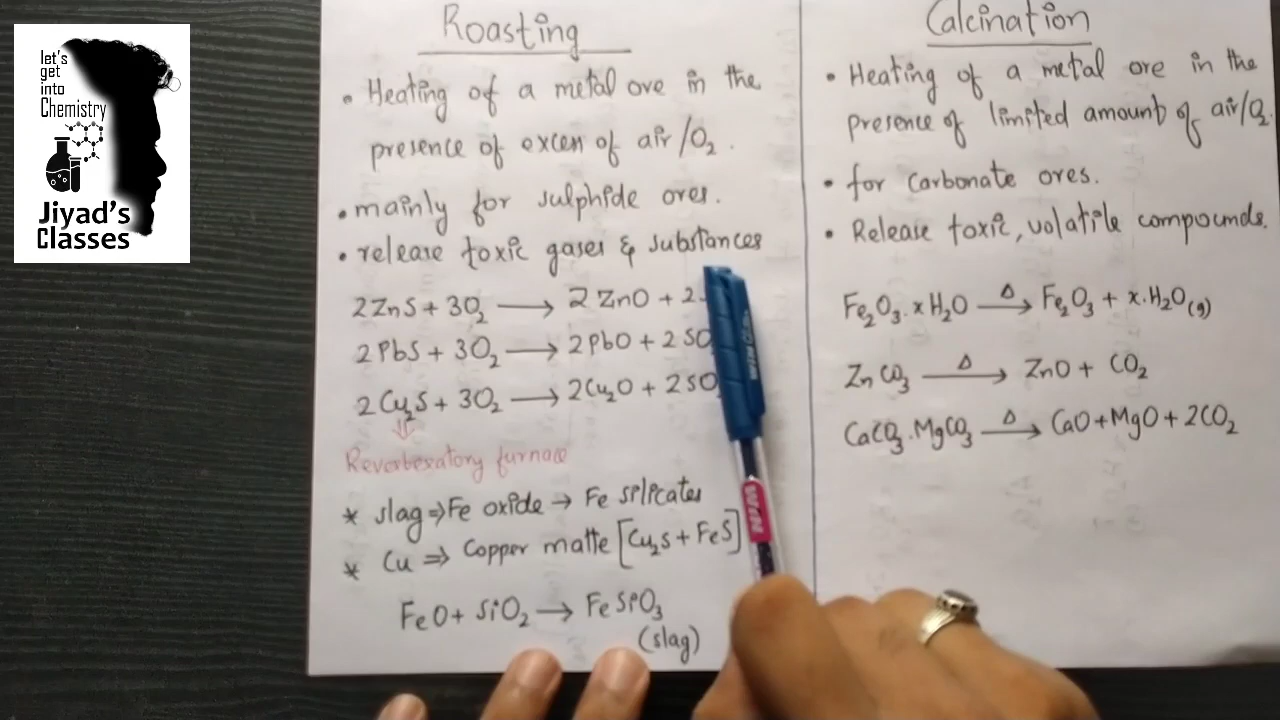 let's
get
into
Chemistry
Jiyad's
Classes
Roasting
• Heating of a metal ore in the
presence of excess of air/O₂.
• mainly for sulphide ores.
• release toxic gases & substances
2ZnS + 3O₂ ⟶ 2ZnO + 2
2PbS + 3O₂ ⟶ 2PbO + 2SO
2Cu₂S + 3O₂ ⟶ 2Cu₂O + 2SO
⇓
Reverberatory furnace
* slag ⇒ Fe oxide → Fe silicates
* Cu ⇒ Copper matte [Cu₂S + FeS]
FeO + SiO₂ ⟶ FeSiO₃
(slag)
Calcination
• Heating of a metal ore in the
presence of limited amount of air/O₂.
• for Carbonate ores.
• Release toxic, volatile compounds.
Fe₂O₃.xH₂O —Δ→ Fe₂O₃ + x.H₂O(g)
ZnCO₃ —Δ→ ZnO + CO₂
CaCO₃.MgCO₃ —Δ→ CaO + MgO + 2CO₂
WIN